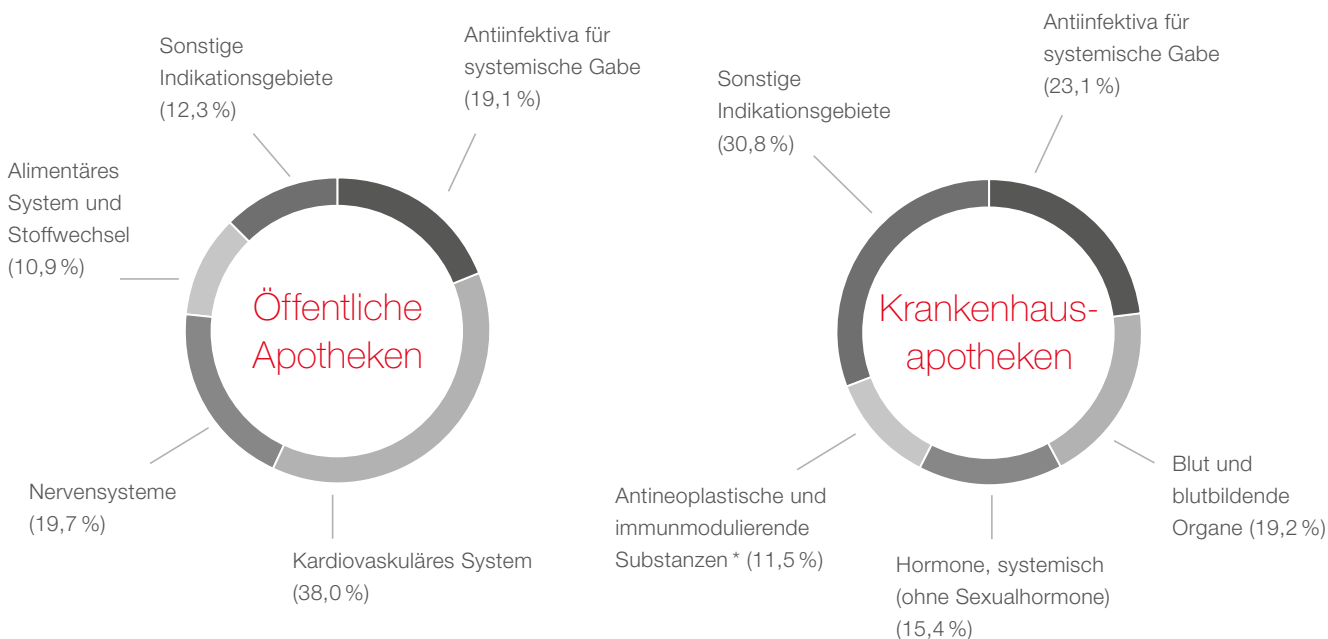 Sonstige
Indikationsgebiete
(12,3 %)
Antiinfektiva für
systemische Gabe
(19,1 %)
Alimentäres
System und
Stoffwechsel
(10,9 %)
Öffentliche
Apotheken
Nervensysteme
(19,7 %)
Kardiovaskuläres System
(38,0 %)
Sonstige
Indikationsgebiete
(30,8 %)
Antiinfektiva für
systemische Gabe
(23,1 %)
Krankenhaus-
apotheken
Antineoplastische und
immunmodulierende
Substanzen * (11,5 %)
Hormone, systemisch
(ohne Sexualhormone)
(15,4 %)
Blut und
blutbildende
Organe (19,2 %)